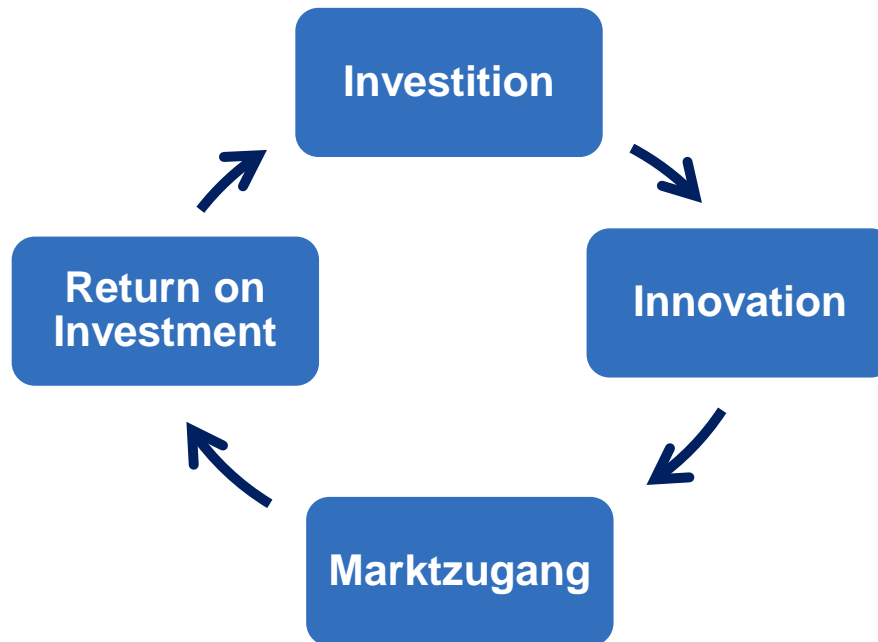 Investition
Innovation
Marktzugang
Return on
Investment